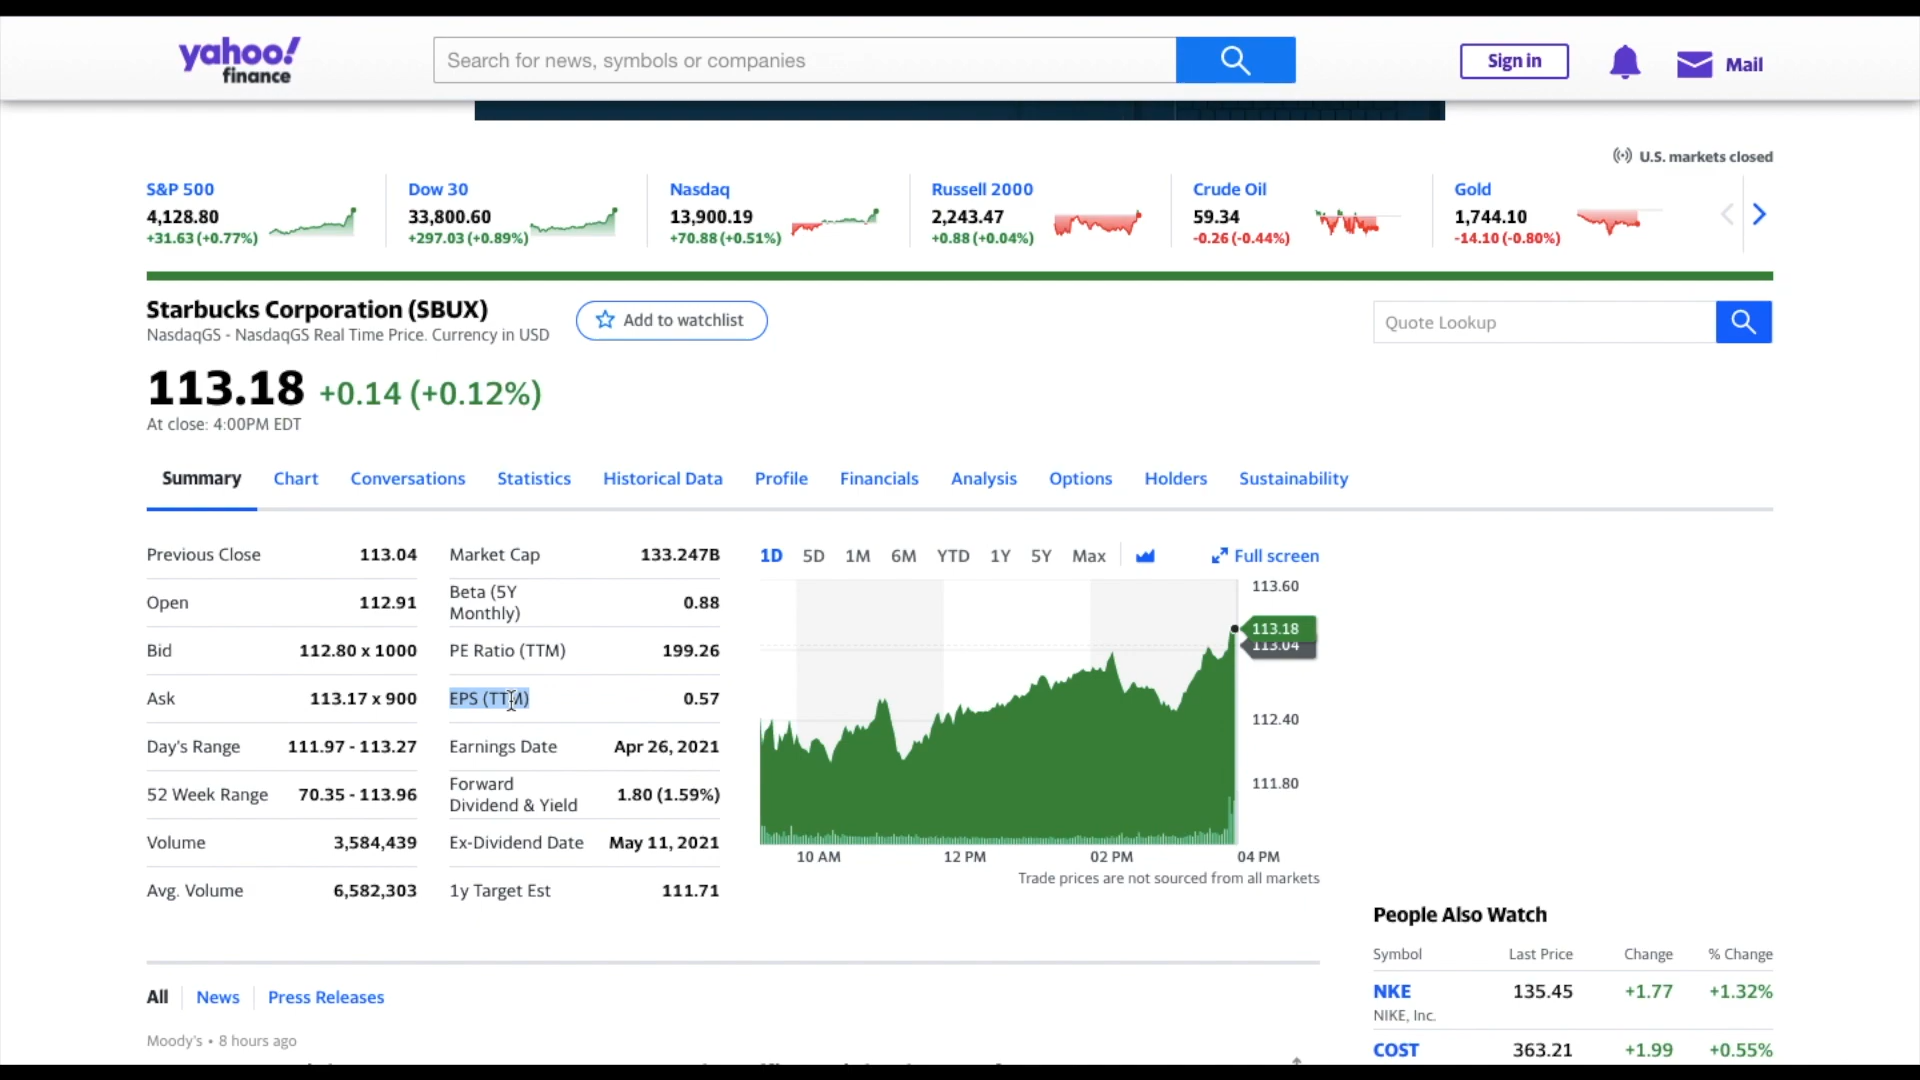 yahoo!
finance
Search for news, symbols or companies
Sign in
Mail
U.S. markets closed
S&P 500
4,128.80
+31.63 (+0.77%)
Dow 30
33,800.60
+297.03 (+0.89%)
Nasdaq
13,900.19
+70.88 (+0.51%)
Russell 2000
2,243.47
+0.88 (+0.04%)
Crude Oil
59.34
-0.26 (-0.44%)
Gold
1,744.10
-14.10 (-0.80%)
Starbucks Corporation (SBUX)
NasdaqGS - NasdaqGS Real Time Price. Currency in USD
Add to watchlist
Quote Lookup
113.18 +0.14 (+0.12%)
At close: 4:00PM EDT
Summary Chart Conversations Statistics Historical Data Profile Financials Analysis Options Holders Sustainability
Previous Close 113.04
Open 112.91
Bid 112.80 x 1000
Ask 113.17 x 900
Day's Range 111.97 - 113.27
52 Week Range 70.35 - 113.96
Volume 3,584,439
Avg. Volume 6,582,303
Market Cap 133.247B
Beta (5Y
Monthly) 0.88
PE Ratio (TTM) 199.26
EPS (TTM) 0.57
Earnings Date Apr 26, 2021
Forward
Dividend & Yield 1.80 (1.59%)
Ex-Dividend Date May 11, 2021
1y Target Est 111.71
1D 5D 1M 6M YTD 1Y 5Y Max Full screen
113.60
113.18
113.04
112.40
111.80
10 AM 12 PM 02 PM 04 PM
Trade prices are not sourced from all markets
People Also Watch
Symbol Last Price Change % Change
NKE 135.45 +1.77 +1.32%
NIKE, Inc.
COST 363.21 +1.99 +0.55%
All News Press Releases
Moody's • 8 hours ago